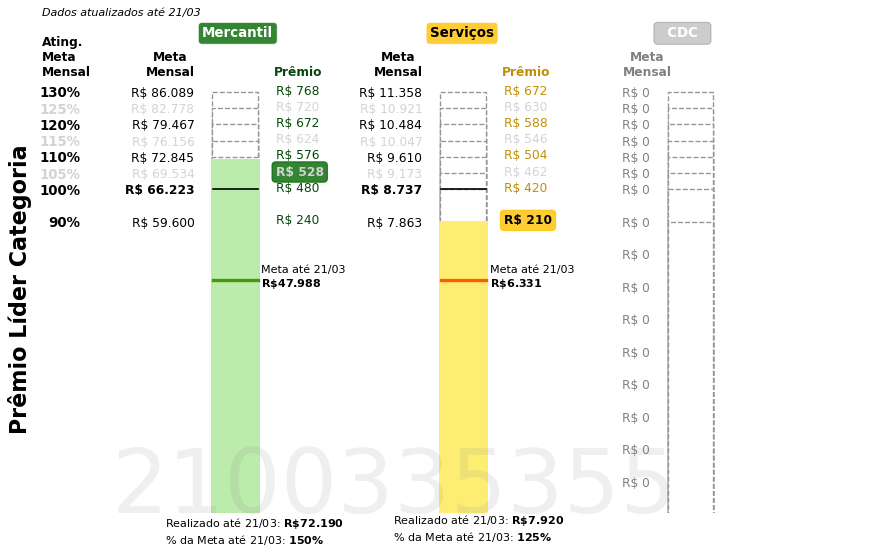 Dados atualizados até 21/03
Mercantil Serviços CDC
Ating. Meta Mensal
Meta Mensal Prêmio Meta Mensal Prêmio Meta Mensal
130% R$ 86.089 R$ 768 R$ 11.358 R$ 672 R$ 0
125% R$ 82.778 R$ 720 R$ 10.921 R$ 630 R$ 0
120% R$ 79.467 R$ 672 R$ 10.484 R$ 588 R$ 0
115% R$ 76.156 R$ 624 R$ 10.047 R$ 546 R$ 0
110% R$ 72.845 R$ 576 R$ 9.610 R$ 504 R$ 0
105% R$ 69.534 R$ 528 R$ 9.173 R$ 462 R$ 0
100% R$ 66.223 R$ 480 R$ 8.737 R$ 420 R$ 0
90% R$ 59.600 R$ 240 R$ 7.863 R$ 210 R$ 0
R$ 0
Meta até 21/03 Meta até 21/03
R$47.988 R$6.331 R$ 0
R$ 0
R$ 0
R$ 0
R$ 0
R$ 0
R$ 0
Prêmio Líder Categoria
2100335355
Realizado até 21/03: R$72.190 Realizado até 21/03: R$7.920
% da Meta até 21/03: 150% % da Meta até 21/03: 125%